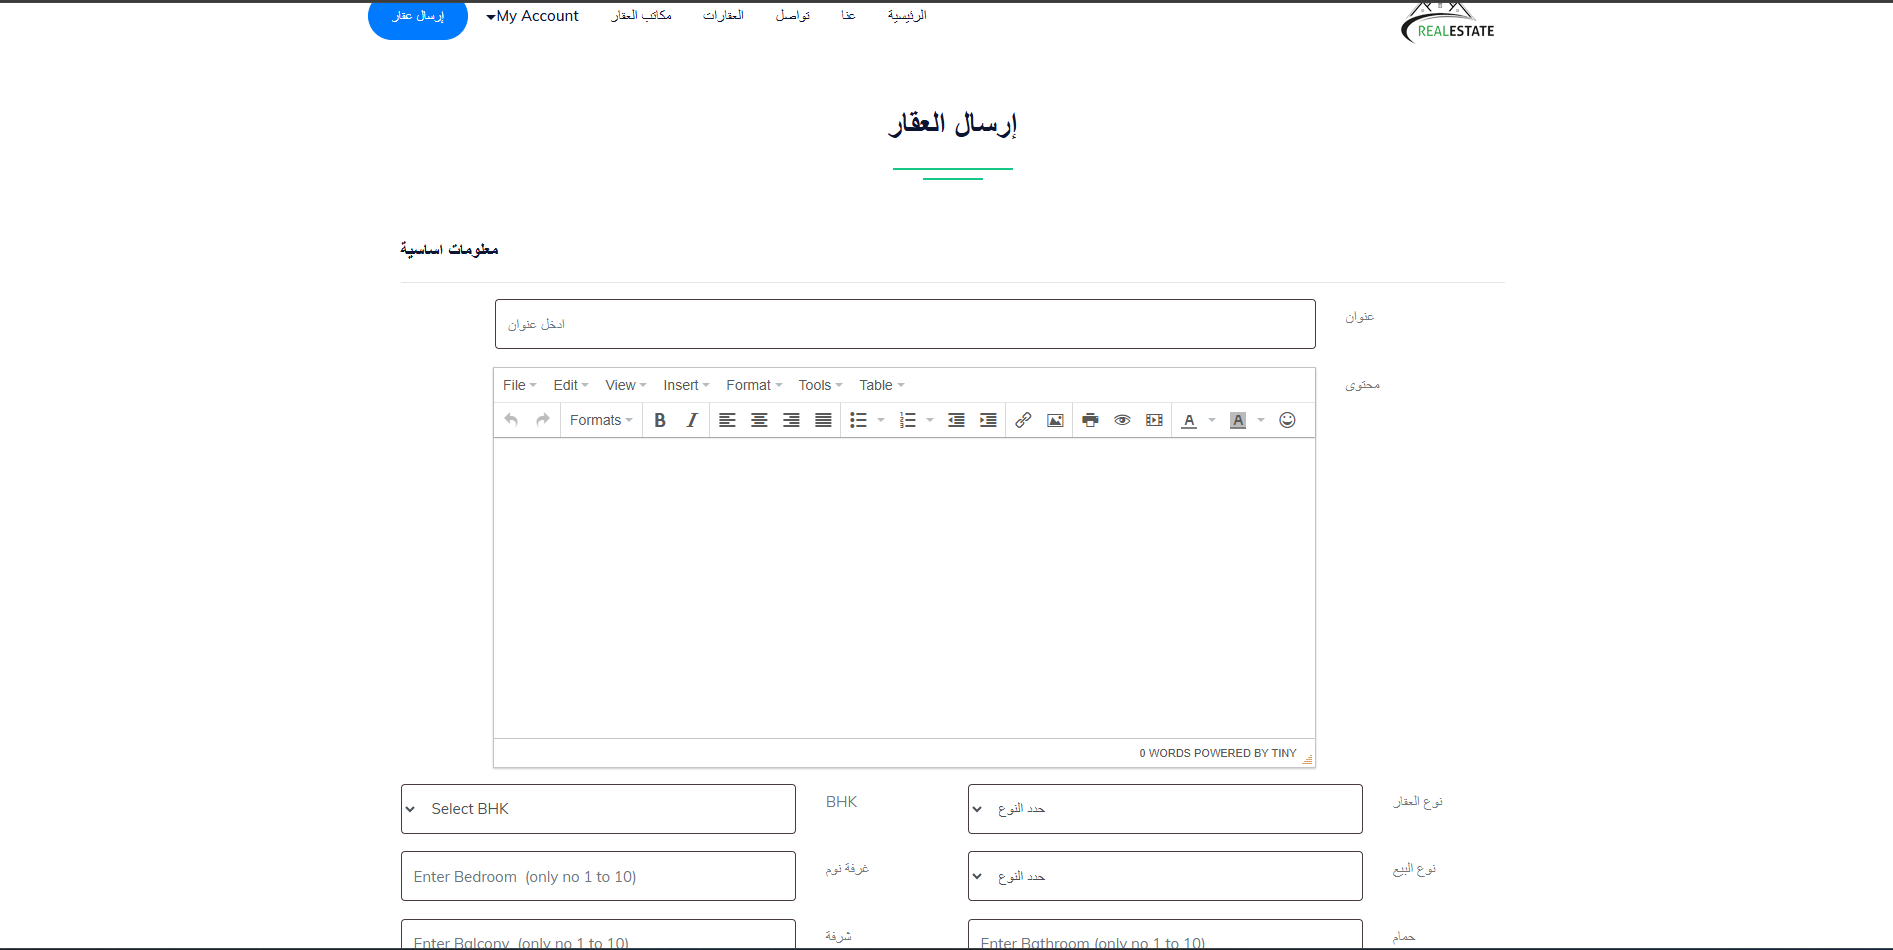 REALESTATE
الرئيسية
عنا
تواصل
العقارات
مكاتب العقار
My Account
إرسال عقار
إرسال العقار
معلومات اساسية
عنوان
ادخل عنوان
محتوى
File Edit View Insert Format Tools Table
Formats B I A A
0 WORDS POWERED BY TINY
نوع العقار
حدد النوع
BHK
Select BHK
نوع البيع
حدد النوع
غرفة نوم
Enter Bedroom (only no 1 to 10)
حمام
Enter Bathroom (only no 1 to 10)
شرفة
Enter Balcony (only no 1 to 10)